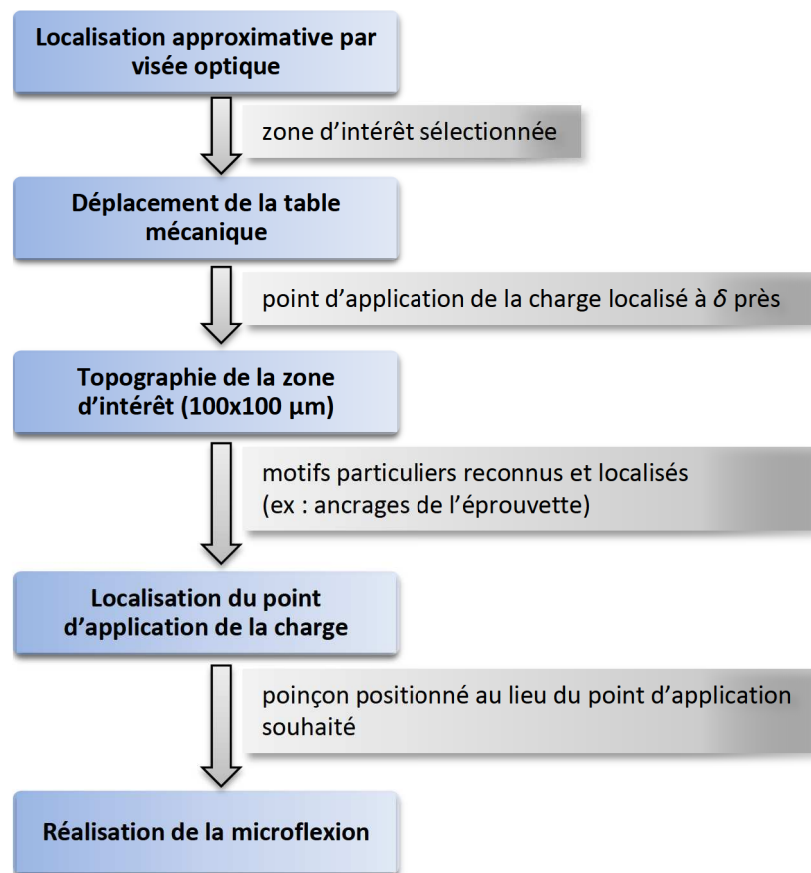 Localisation approximative par
visée optique
zone d'intérêt sélectionnée
Déplacement de la table
mécanique
point d'application de la charge localisé à δ près
Topographie de la zone
d'intérêt (100x100 µm)
motifs particuliers reconnus et localisés
(ex : ancrages de l'éprouvette)
Localisation du point
d'application de la charge
poinçon positionné au lieu du point d'application
souhaité
Réalisation de la microflexion